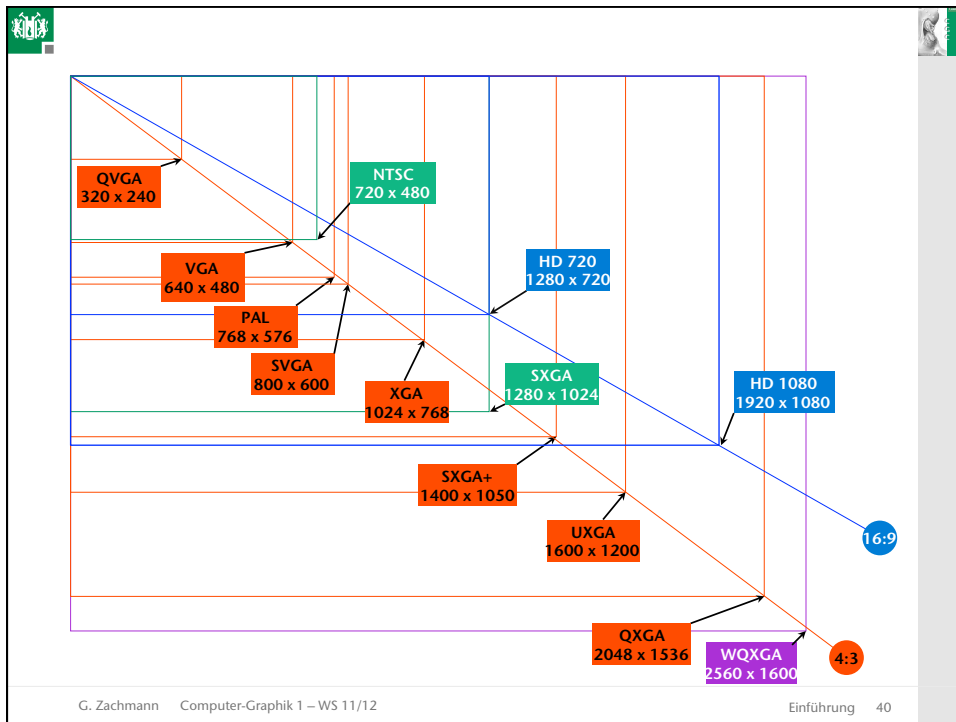 QVGA
320 x 240
NTSC
720 x 480
VGA
640 x 480
HD 720
1280 x 720
PAL
768 x 576
SVGA
800 x 600
XGA
1024 x 768
SXGA
1280 x 1024
HD 1080
1920 x 1080
SXGA+
1400 x 1050
UXGA
1600 x 1200
16:9
QXGA
2048 x 1536
WQXGA
2560 x 1600
4:3
G. Zachmann Computer-Graphik 1 – WS 11/12 Einführung 40